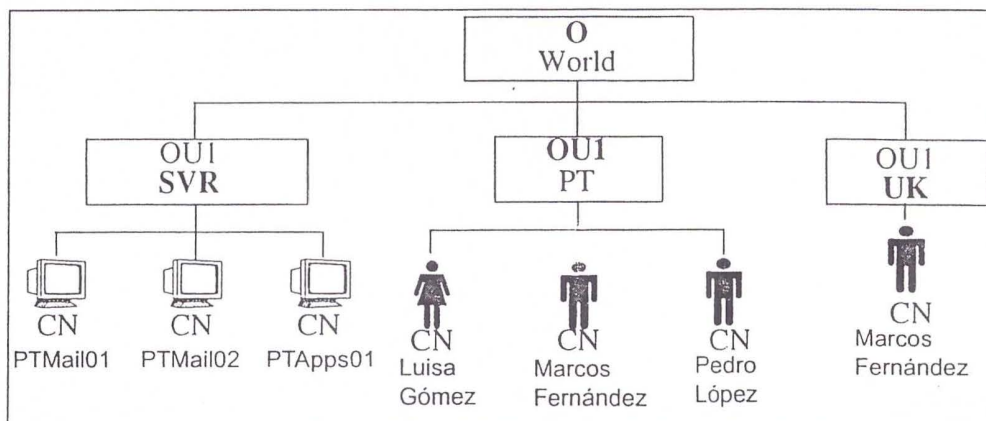 O
World
OU1
SVR
OU1
PT
OU1
UK
CN
PTMail01
CN
PTMail02
CN
PTApps01
CN
Luisa
Gómez
CN
Marcos
Fernández
CN
Pedro
López
CN
Marcos
Fernández